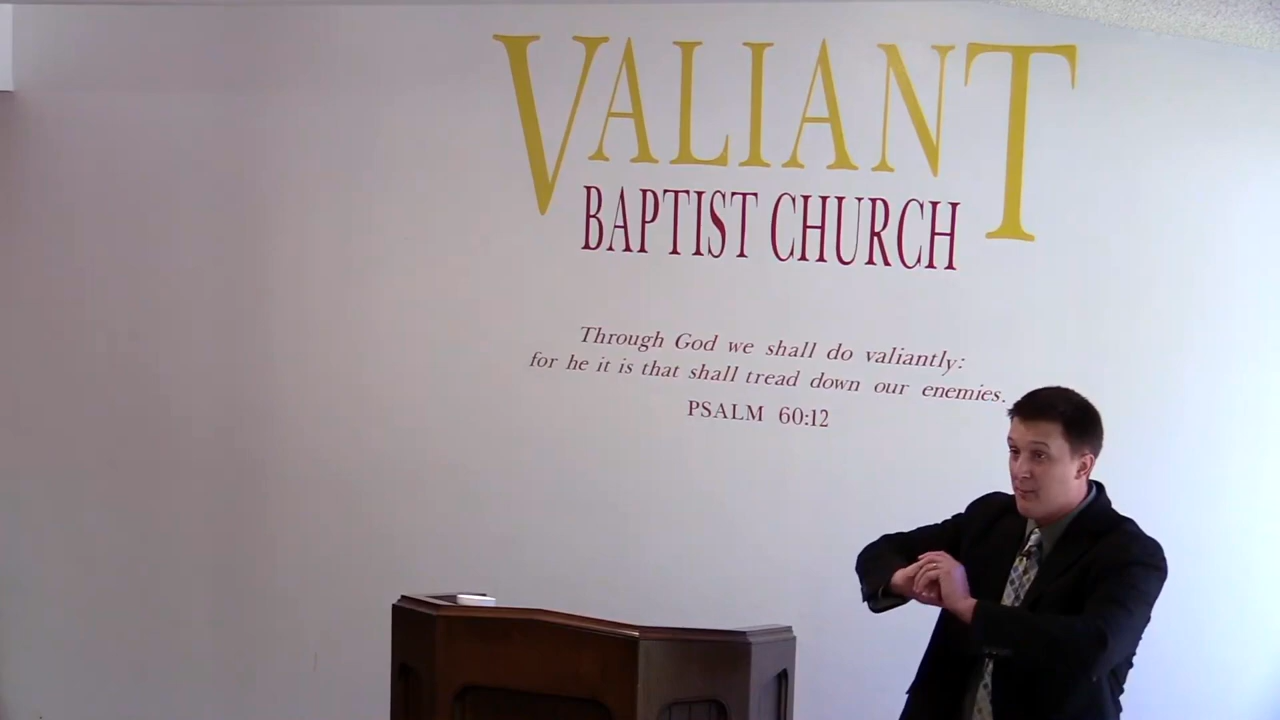 VALIANT
BAPTIST CHURCH
Through God we shall do valiantly:
for he it is that shall tread down our enemies.
PSALM 60:12